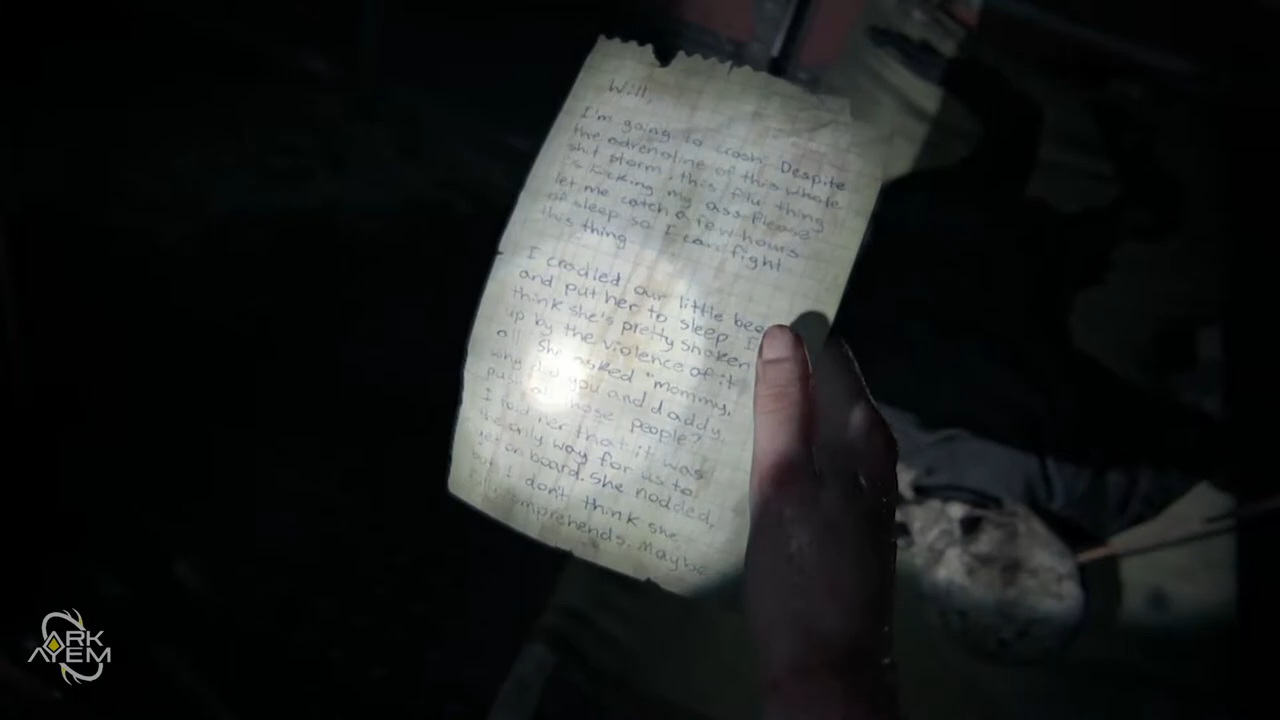 Will,
I'm going to crash. Despite
the adrenaline of this whole
shit storm, this flu thing
is kicking my ass. Please
let me catch a few hours
of sleep so I can fight
this thing
I cradled our little bee
and put her to sleep. I
think she's pretty shaken
up by the violence of it
all. She asked "mommy,
why did you and daddy
push all those people?
I told her that it was
the only way for us to
get on board. She nodded,
but I don't think she
comprehends. Maybe
ARK
AYEM